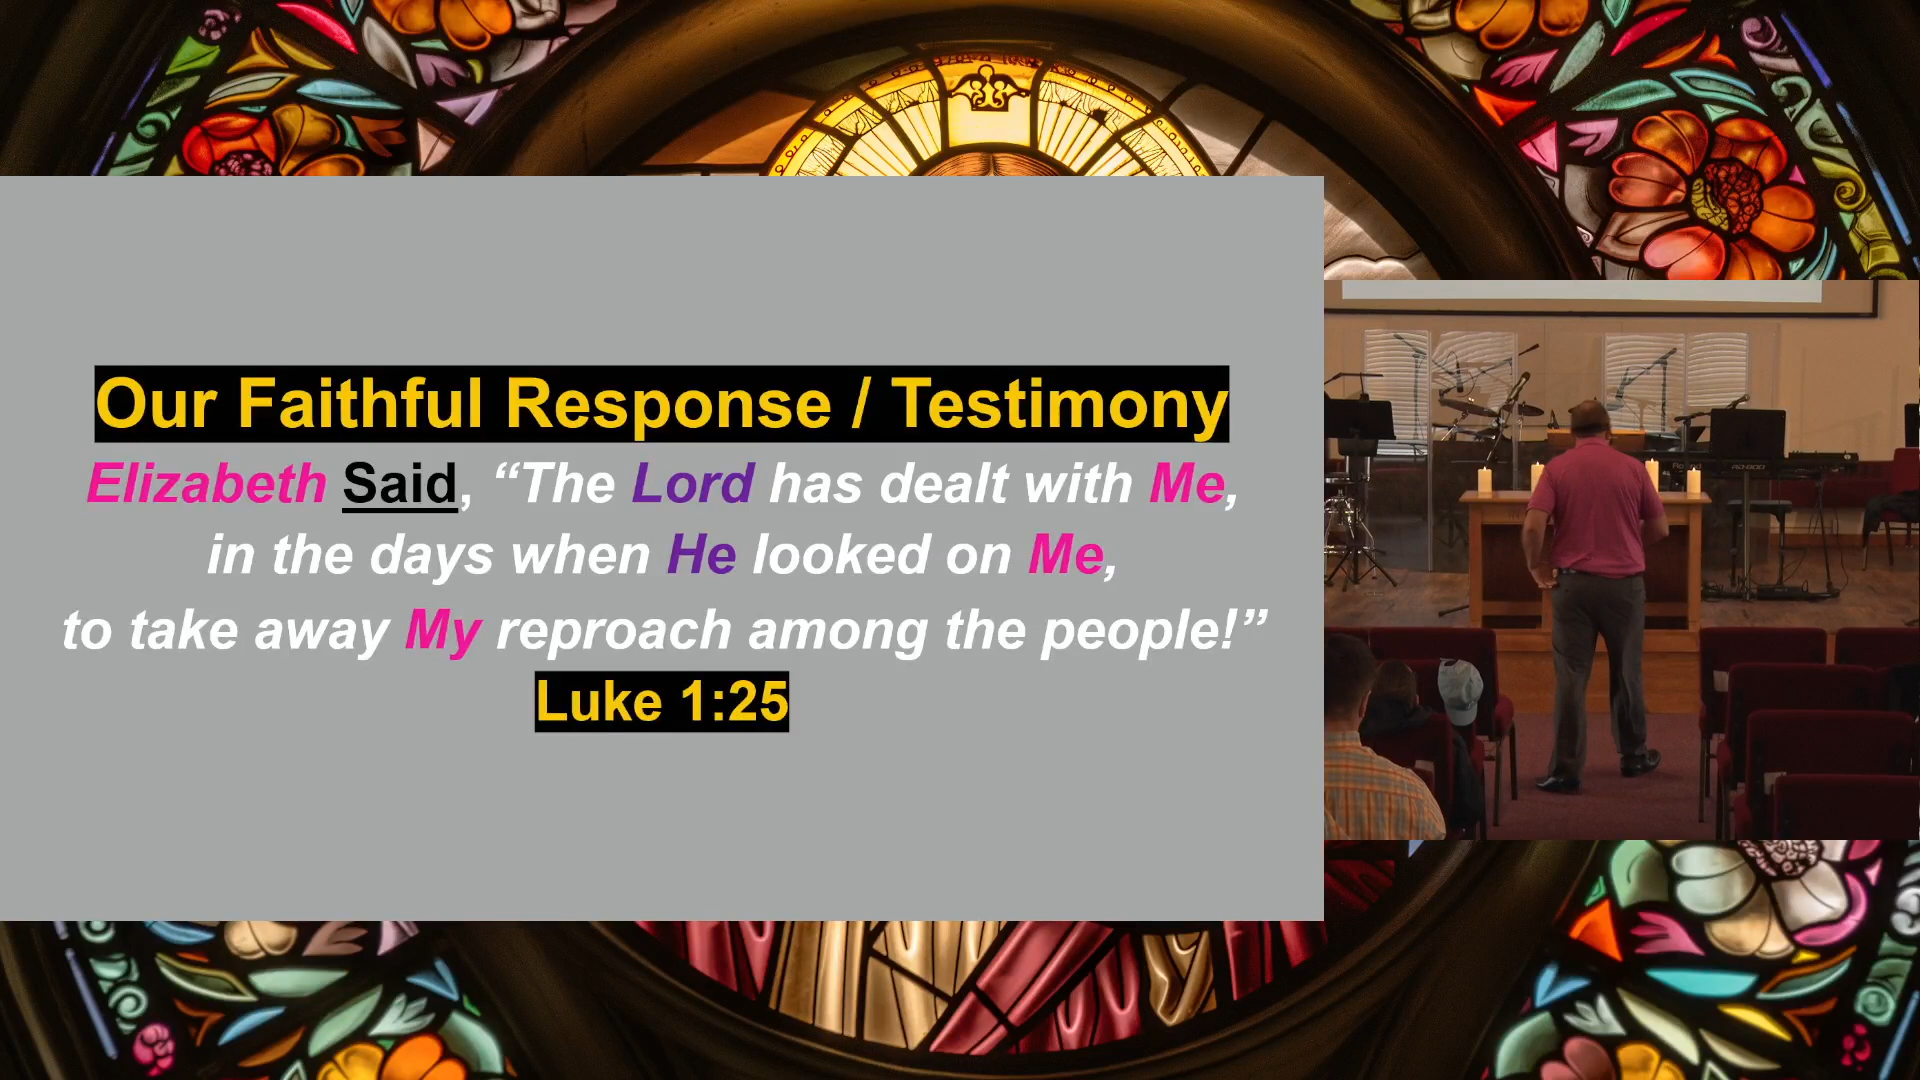 Our Faithful Response / Testimony
Elizabeth Said, “The Lord has dealt with Me,
in the days when He looked on Me,
to take away My reproach among the people!”
Luke 1:25